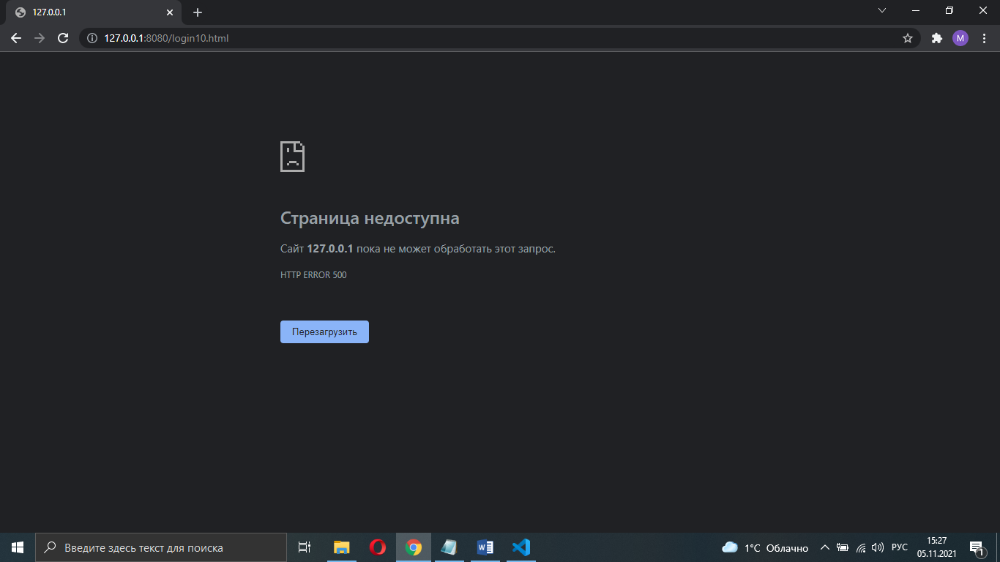 127.0.0.1
127.0.0.1:8080/login10.html
M
Страница недоступна
Сайт 127.0.0.1 пока не может обработать этот запрос.
HTTP ERROR 500
Перезагрузить
Введите здесь текст для поиска
1°C Облачно
РУС
15:27
05.11.2021
1